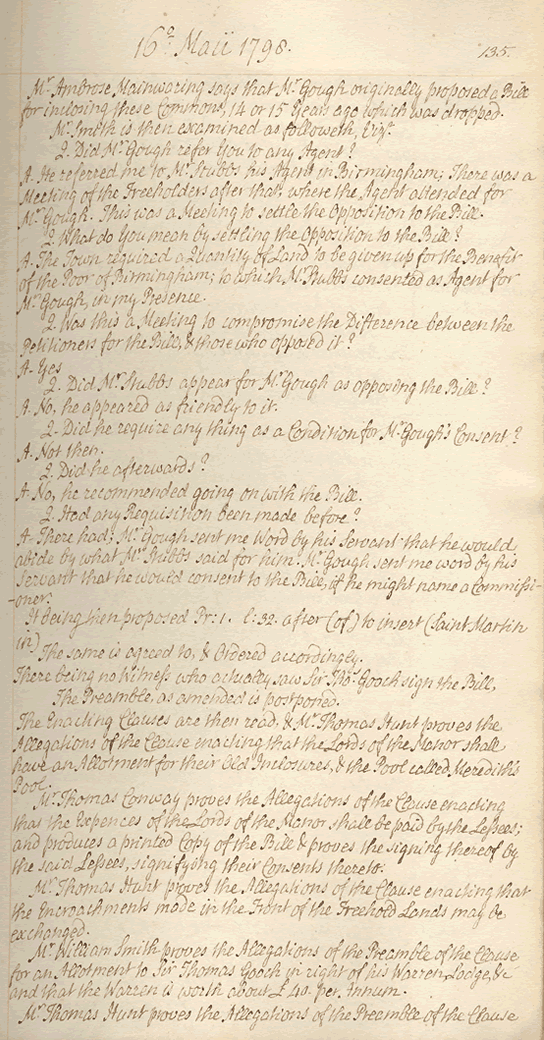 16.º Maii 1798.
135.
Mr. Ambrose Mainwaring says that Mr. Gough originally proposed a Bill
for inclosing these Commons, 14 or 15 Years ago which was dropped.
Mr. Smith is then examined as followeth, Vizt.
Q. Did Mr. Gough refer You to any Agent?
A. He referred me to Mr. Stubbs his Agent in Birmingham; There was a
Meeting of the Freeholders after that where the Agent attended for
Mr. Gough. This was a Meeting to settle the Opposition to the Bill.
Q. What do You mean by settling the Opposition to the Bill?
A. The Town required a Quantity of Land to be given up for the Benefit
of the Poor of Birmingham; to which Mr. Stubbs consented as Agent for
Mr. Gough, in my Presence.
Q. Was this a Meeting to compromise the Difference between the
Petitioners for the Bill, & those who opposed it?
A. Yes
Q. Did Mr. Stubbs appear for Mr. Gough as opposing the Bill?
A. No, he appeared as friendly to it.
Q. Did he require any thing as a Condition for Mr. Gough's Consent?
A. Not then.
Q. Did he afterwards?
A. No, he recommended going on with the Bill.
Q. Had any Requisition been made before?
A. There had; Mr. Gough sent me Word by his Servant that he would
abide by what Mr. Stubbs said for him. Mr. Gough sent me word by his
Servant that he would consent to the Bill, if he might name a Commissi-
-oner.
It being then proposed Pr: 1. l: 32. after (of) to insert (Saint Martin
in)
The same is agreed to, & Ordered accordingly.
There being no Witness who actually saw Sir Thos. Gooch sign the Bill,
The Preamble, as amended is postponed.
The Enacting Clauses are then read. & Mr. Thomas Hunt proves the
Allegations of the Clause enacting that the Lords of the Manor shall
have an Allotment for their Old Inclosures, & the Pool called Meredith's
Pool.
Mr. Thomas Conway proves the Allegations of the Clause enacting
that the Expences of the Lords of the Manor shall be paid by the Lessees;
and produces a printed Copy of the Bill & proves the signing thereof by
the said Lessees, signifying their Consents thereto.
Mr. Thomas Hunt proves the Allegations of the Clause enacting that
the Encroachments made in the Front of the Freehold Lands may be
exchanged.
Mr. William Smith proves the Allegations of the Preamble of the Clause
for an Allotment to Sir Thomas Gooch in right of his Warren, Lodge, &c
and that the Warren is worth about £40. per Annum.
Mr. Thomas Hunt proves the Allegations of the Preamble of the Clause